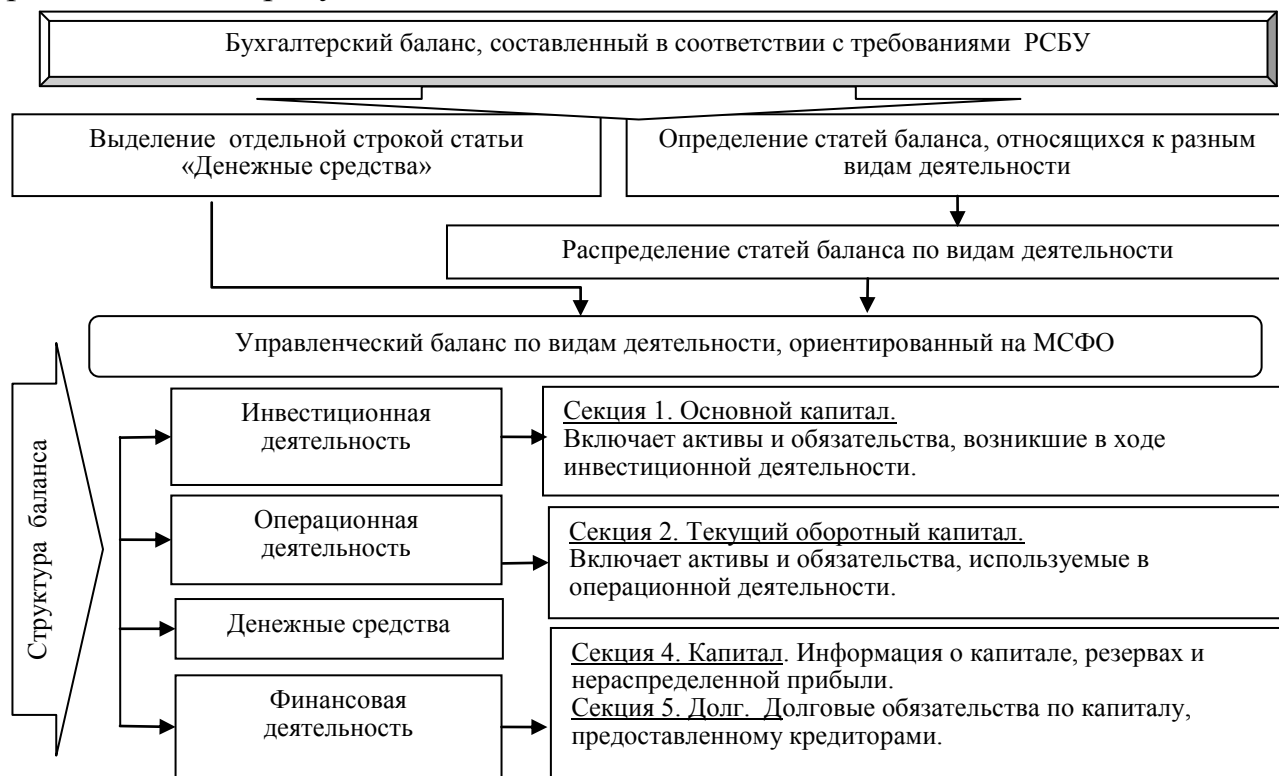 Бухгалтерский баланс, составленный в соответствии с требованиями РСБУ
Выделение отдельной строкой статьи
«Денежные средства»
Определение статей баланса, относящихся к разным
видам деятельности
Распределение статей баланса по видам деятельности
Управленческий баланс по видам деятельности, ориентированный на МСФО
Структура баланса
Инвестиционная
деятельность
Секция 1. Основной капитал.
Включает активы и обязательства, возникшие в ходе
инвестиционной деятельности.
Операционная
деятельность
Секция 2. Текущий оборотный капитал.
Включает активы и обязательства, используемые в
операционной деятельности.
Денежные средства
Финансовая
деятельность
Секция 4. Капитал. Информация о капитале, резервах и
нераспределенной прибыли.
Секция 5. Долг. Долговые обязательства по капиталу,
предоставленному кредиторами.